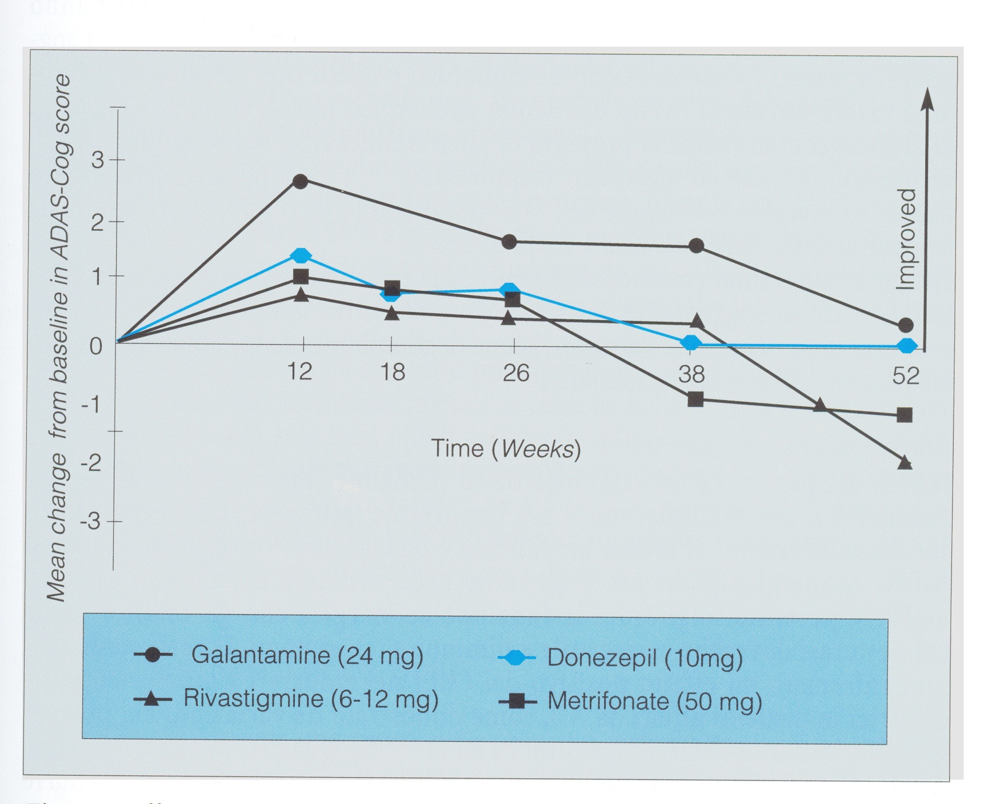 Mean change from baseline in ADAS-Cog score
3
2
1
0
-1
-2
-3
12 18 26 38 52
Time (Weeks)
Improved
Galantamine (24 mg)
Donezepil (10mg)
Rivastigmine (6-12 mg)
Metrifonate (50 mg)